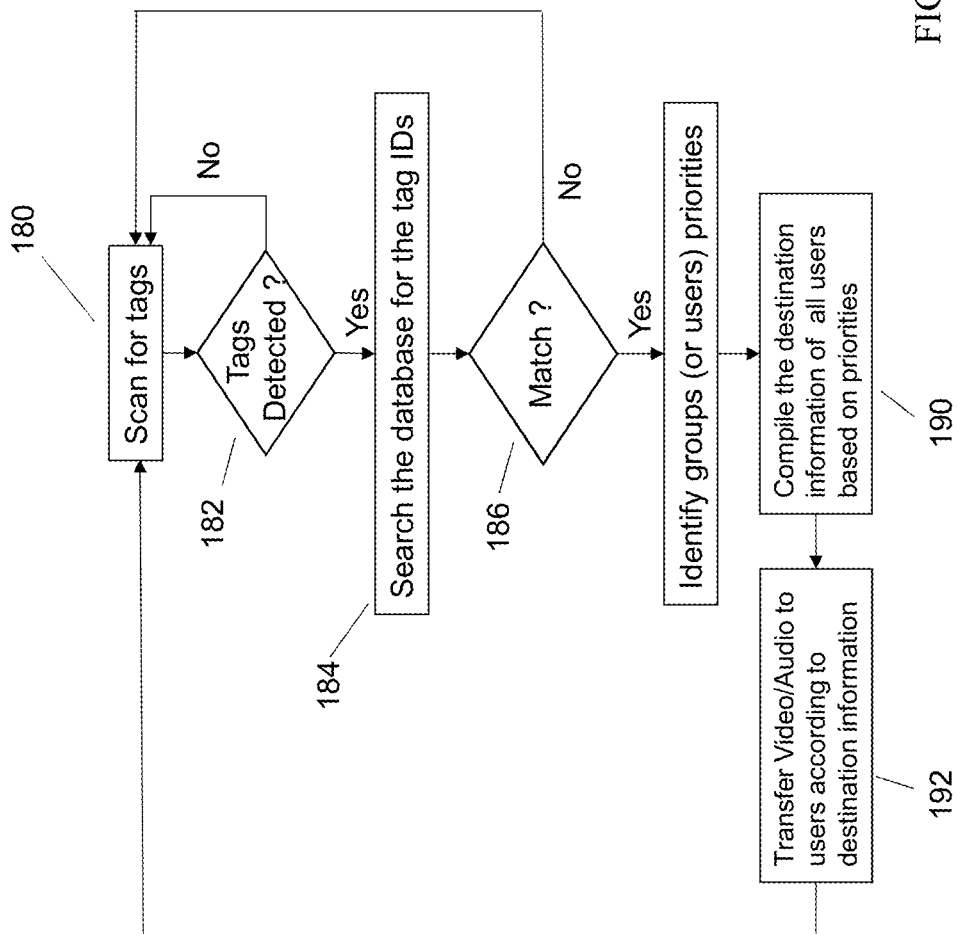 180
Scan for tags
No
Tags
Detected ?
182
Yes
184
Search the database for the tag IDs
Match ?
186
No
Yes
Identify groups (or users) priorities
Compile the destination
information of all users
based on priorities
190
Transfer Video/Audio to
users according to
destination information
192
FIG